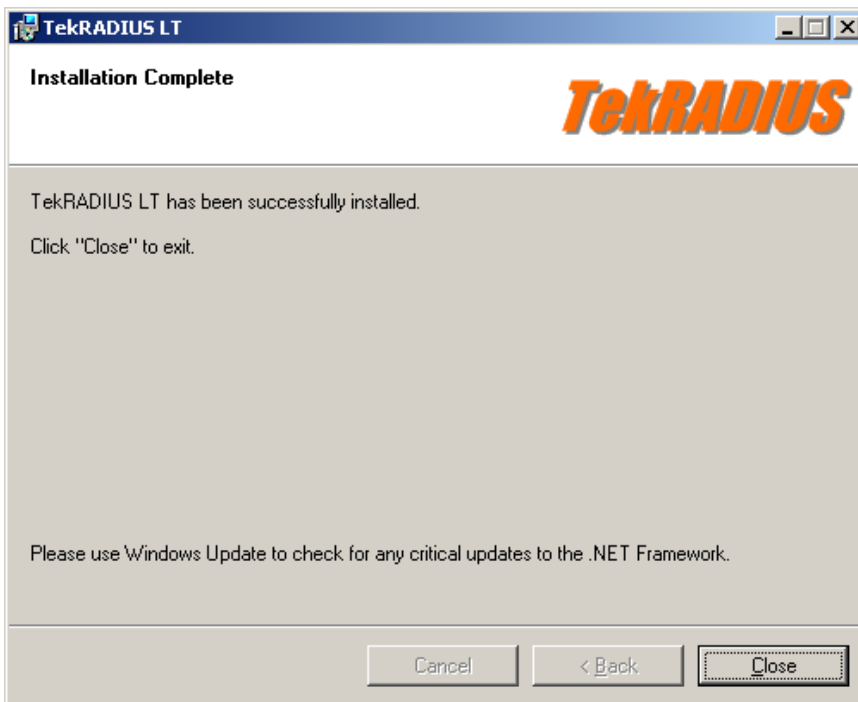 TekRADIUS LT
Installation Complete
TekRADIUS
TekRADIUS LT has been successfully installed.
Click "Close" to exit.
Please use Windows Update to check for any critical updates to the .NET Framework.
Cancel
< Back
Close